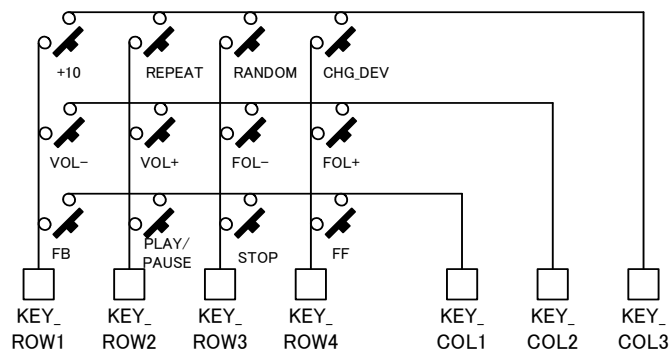 +10 REPEAT RANDOM CHG_DEV
VOL− VOL+ FOL− FOL+
FB PLAY/ STOP FF
PAUSE
KEY_ KEY_ KEY_ KEY_ KEY_ KEY_ KEY_
ROW1 ROW2 ROW3 ROW4 COL1 COL2 COL3